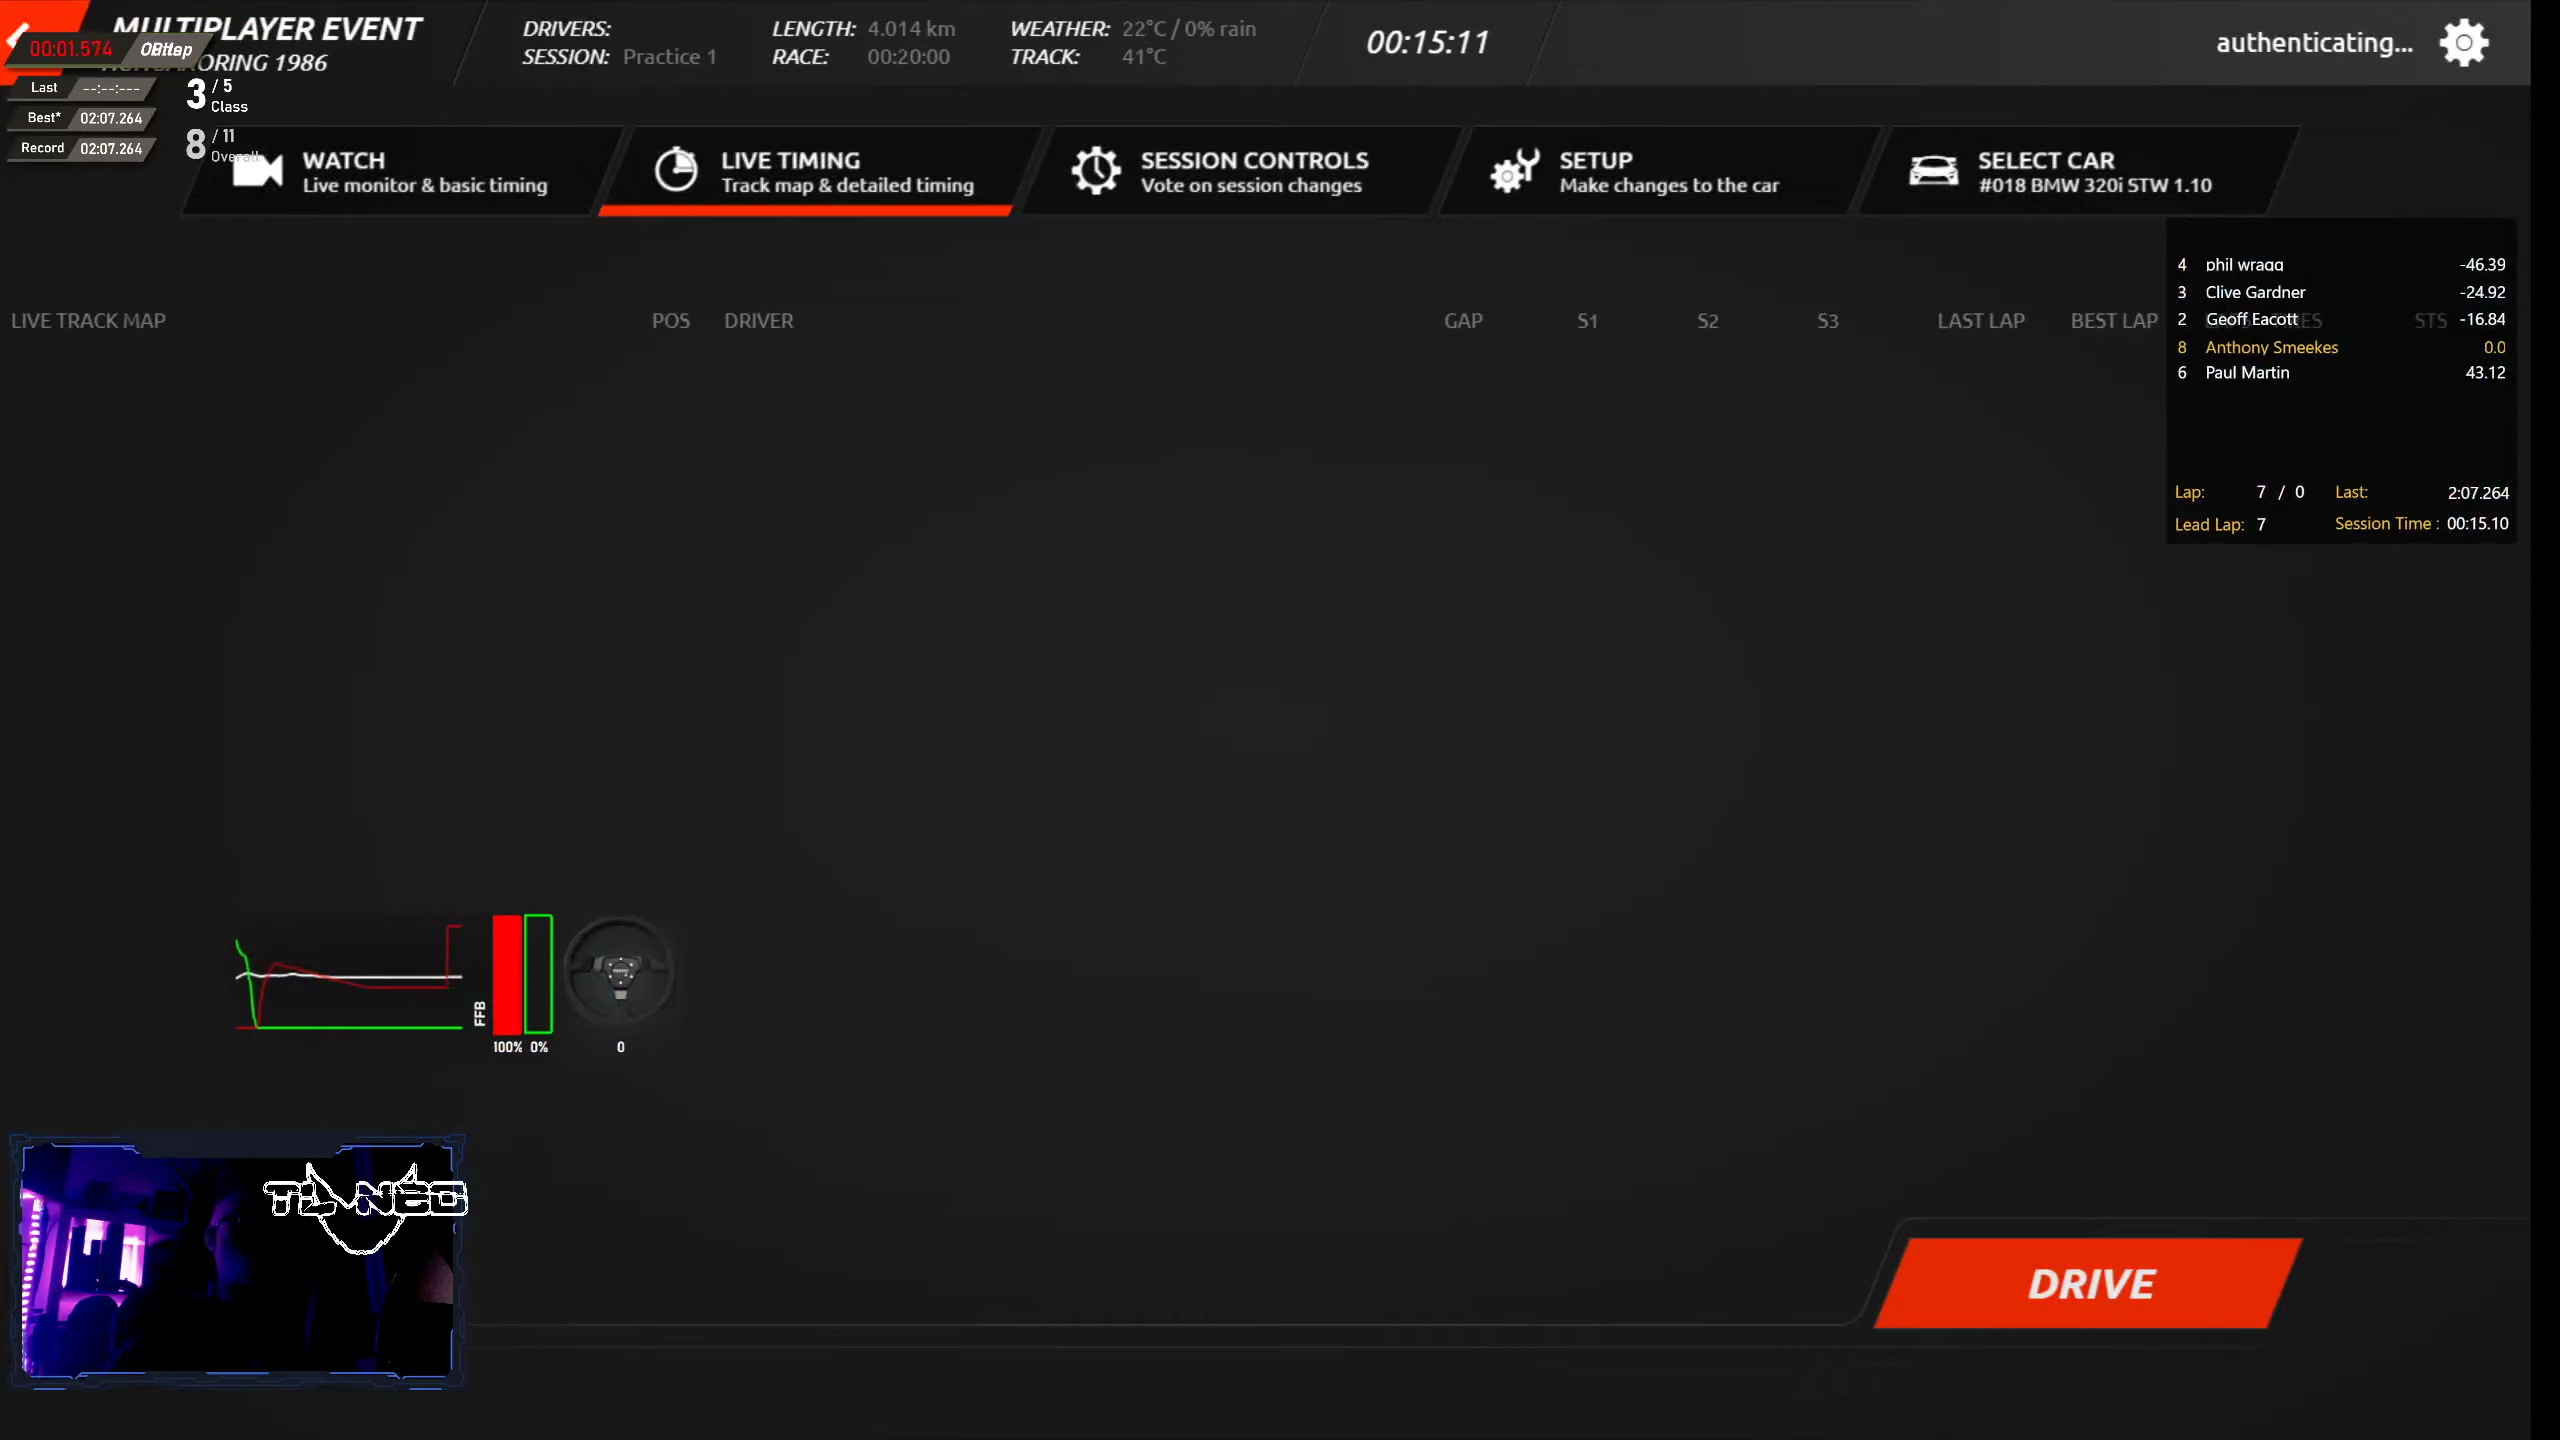 MULTIPLAYER EVENT
00:01.574
ORING 1986
DRIVERS:
SESSION: Practice 1
LENGTH: 4.014 km
RACE: 00:20:00
WEATHER: 22°C / 0% rain
TRACK: 41°C
00:15:11
authenticating...
Last --:--:---
Best* 02:07.264
Record 02:07.264
3 / 5
Class
8 / 11
Overall
WATCH
Live monitor & basic timing
LIVE TIMING
Track map & detailed timing
SESSION CONTROLS
Vote on session changes
SETUP
Make changes to the car
SELECT CAR
#018 BMW 320i STW 1.10
LIVE TRACK MAP
POS DRIVER GAP S1 S2 S3 LAST LAP BEST LAP STS
4 phil wragg -46.39
3 Clive Gardner -24.92
2 Geoff Eacott -16.84
8 Anthony Smeekes 0.0
6 Paul Martin 43.12
Lap: 7 / 0 Last: 2:07.264
Lead Lap: 7 Session Time : 00:15.10
FFB
100% 0% 0
DRIVE